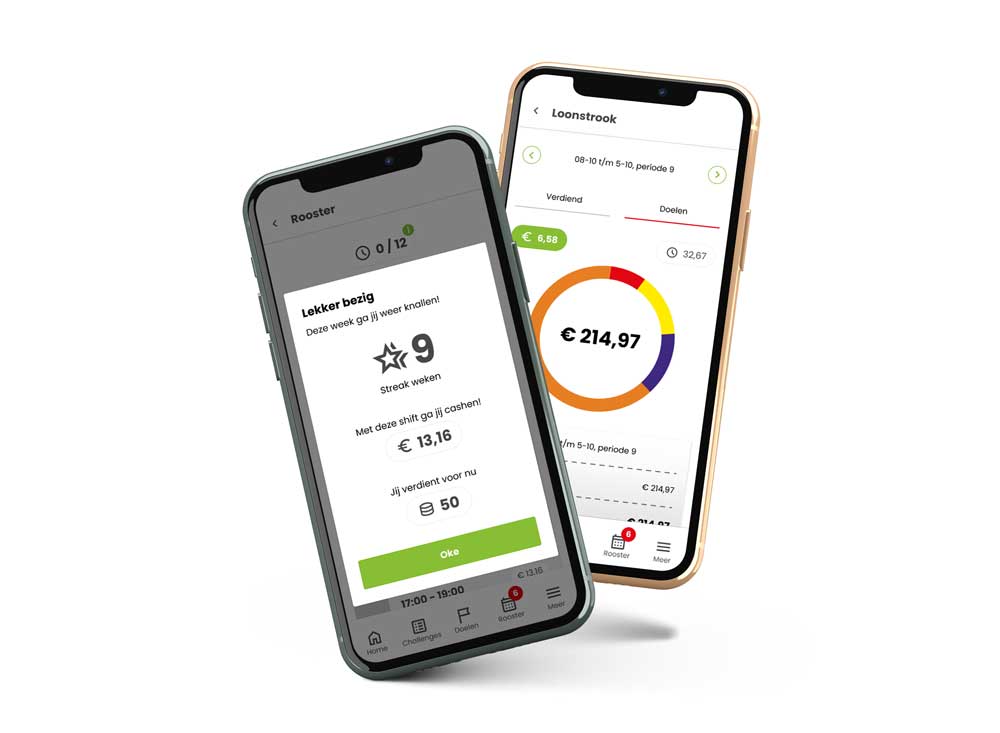 Rooster
0 / 12
Lekker bezig
Deze week ga jij weer knallen!
9
Streak weken
Met deze shift ga jij cashen!
€ 13,16
Jij verdient voor nu
50
Oke
17:00 - 19:00
€ 13,16
Home
Challenges
Doelen
6
Rooster
Meer
Loonstrook
08-10 t/m 5-10, periode 9
Verdiend
Doelen
€ 6,58
32,67
€ 214,97
t/m 5-10, periode 9
€ 214,97
€ 214,97
6
Rooster
Meer